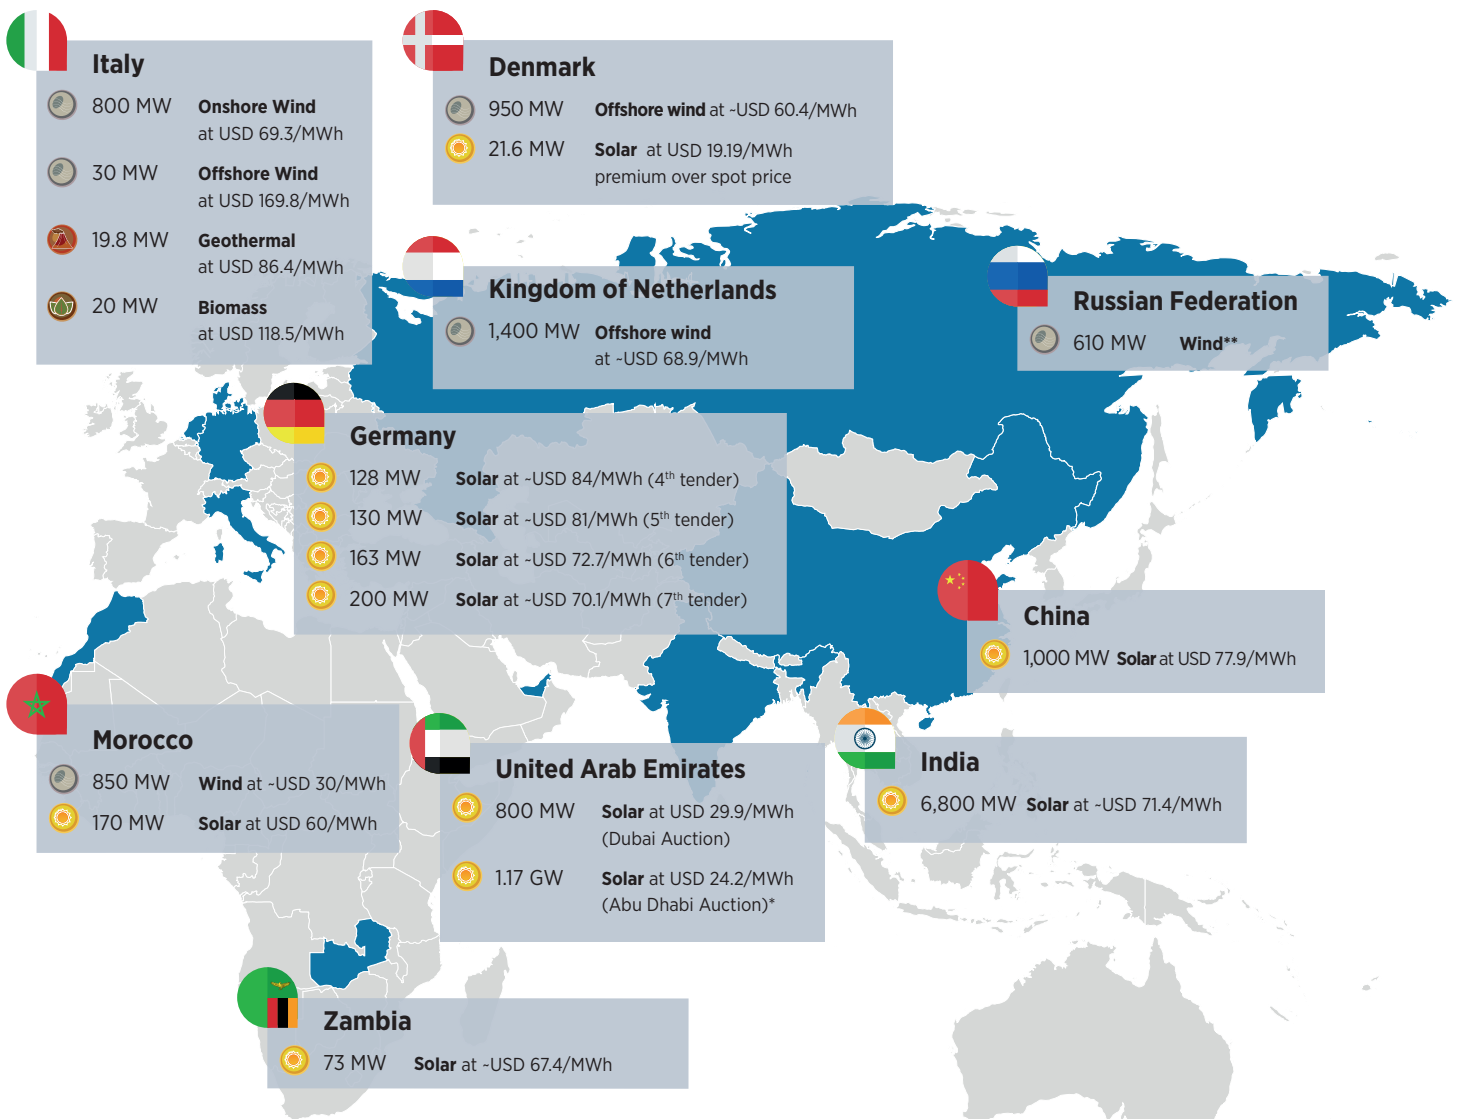 Italy
800 MW Onshore Wind
at USD 69.3/MWh
30 MW Offshore Wind
at USD 169.8/MWh
19.8 MW Geothermal
at USD 86.4/MWh
20 MW Biomass
at USD 118.5/MWh
Denmark
950 MW Offshore wind at ~USD 60.4/MWh
21.6 MW Solar at USD 19.19/MWh
premium over spot price
Kingdom of Netherlands
1,400 MW Offshore wind
at ~USD 68.9/MWh
Russian Federation
610 MW Wind**
Germany
128 MW Solar at ~USD 84/MWh (4th tender)
130 MW Solar at ~USD 81/MWh (5th tender)
163 MW Solar at ~USD 72.7/MWh (6th tender)
200 MW Solar at ~USD 70.1/MWh (7th tender)
China
1,000 MW Solar at USD 77.9/MWh
Morocco
850 MW Wind at ~USD 30/MWh
170 MW Solar at USD 60/MWh
United Arab Emirates
800 MW Solar at USD 29.9/MWh
(Dubai Auction)
1.17 GW Solar at USD 24.2/MWh
(Abu Dhabi Auction)*
India
6,800 MW Solar at ~USD 71.4/MWh
Zambia
73 MW Solar at ~USD 67.4/MWh